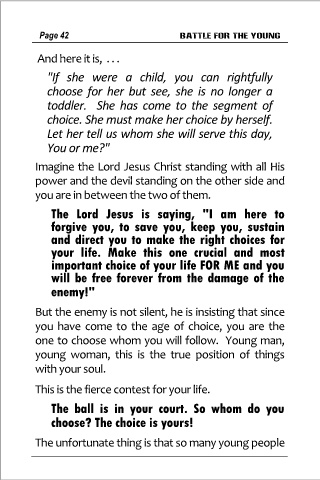 Page 42 BATTLE FOR THE YOUNG
And here it is, ...
"If she were a child, you can rightfully
choose for her but see, she is no longer a
toddler. She has come to the segment of
choice. She must make her choice by herself.
Let her tell us whom she will serve this day,
You or me?"
Imagine the Lord Jesus Christ standing with all His
power and the devil standing on the other side and
you are in between the two of them.
The Lord Jesus is saying, "I am here to
forgive you, to save you, keep you, sustain
and direct you to make the right choices for
your life. Make this one crucial and most
important choice of your life FOR ME and you
will be free forever from the damage of the
enemy!"
But the enemy is not silent, he is insisting that since
you have come to the age of choice, you are the
one to choose whom you will follow. Young man,
young woman, this is the true position of things
with your soul.
This is the fierce contest for your life.
The ball is in your court. So whom do you
choose? The choice is yours!
The unfortunate thing is that so many young people